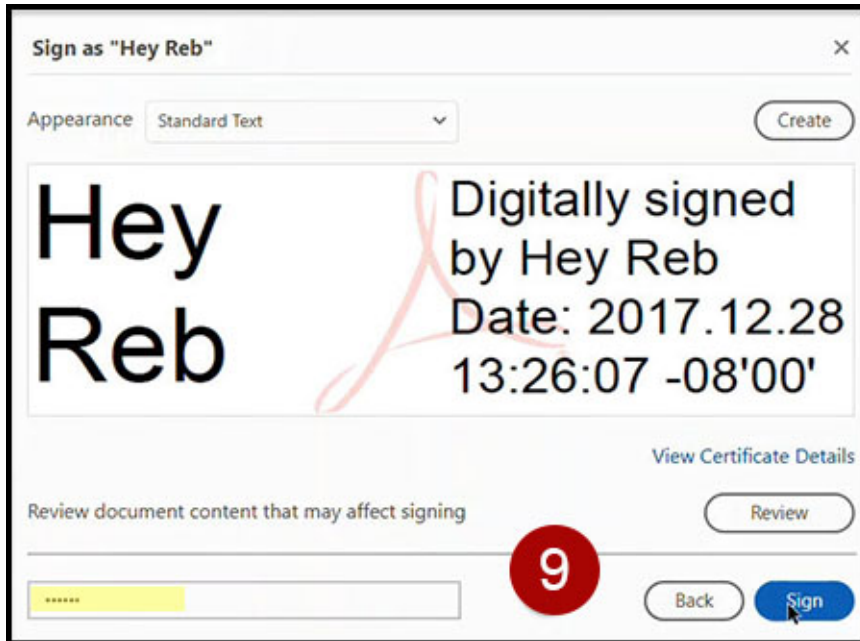 Sign as "Hey Reb"
Appearance Standard Text Create
Hey
Reb
Digitally signed
by Hey Reb
Date: 2017.12.28
13:26:07 -08'00'
View Certificate Details
Review document content that may affect signing Review
9
•••••• Back Sign